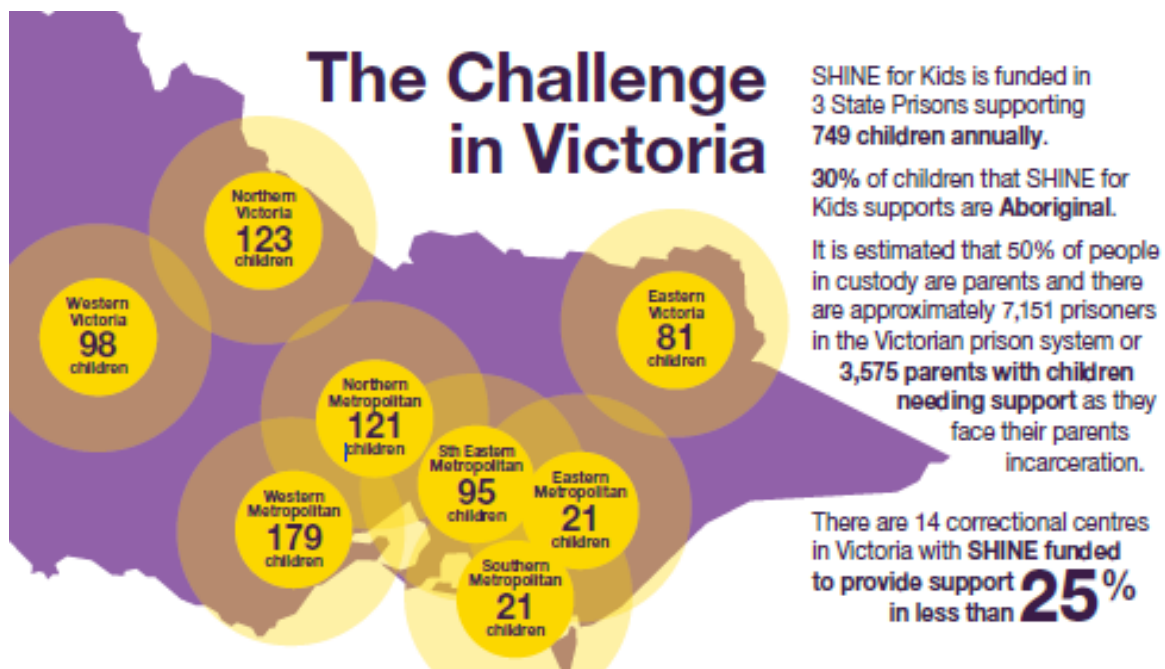 The Challenge
in Victoria
SHINE for Kids is funded in
3 State Prisons supporting
749 children annually.
30% of children that SHINE for
Kids supports are Aboriginal.
It is estimated that 50% of people
in custody are parents and there
are approximately 7,151 prisoners
in the Victorian prison system or
3,575 parents with children
needing support as they
face their parents
incarceration.
There are 14 correctional centres
in Victoria with SHINE funded
to provide support
in less than 25%
Northern
Victoria
123
children
Western
Victoria
98
children
Eastern
Victoria
81
children
Northern
Metropolitan
121
children
Sth Eastern
Metropolitan
95
children
Eastern
Metropolitan
21
children
Western
Metropolitan
179
children
Southern
Metropolitan
21
children